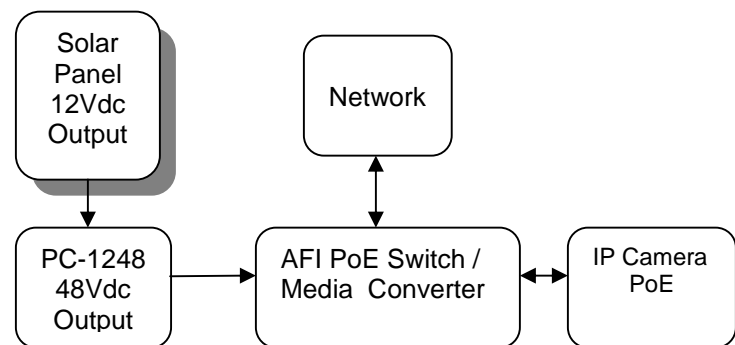 Solar
Panel
12Vdc
Output
Network
PC-1248
48Vdc
Output
AFI PoE Switch /
Media Converter
IP Camera
PoE